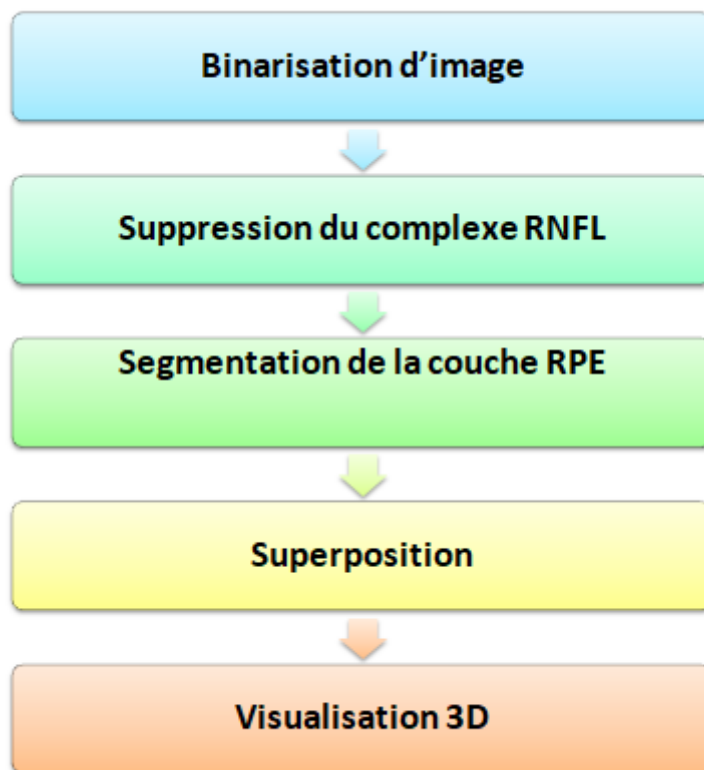 Binarisation d’image
Suppression du complexe RNFL
Segmentation de la couche RPE
Superposition
Visualisation 3D